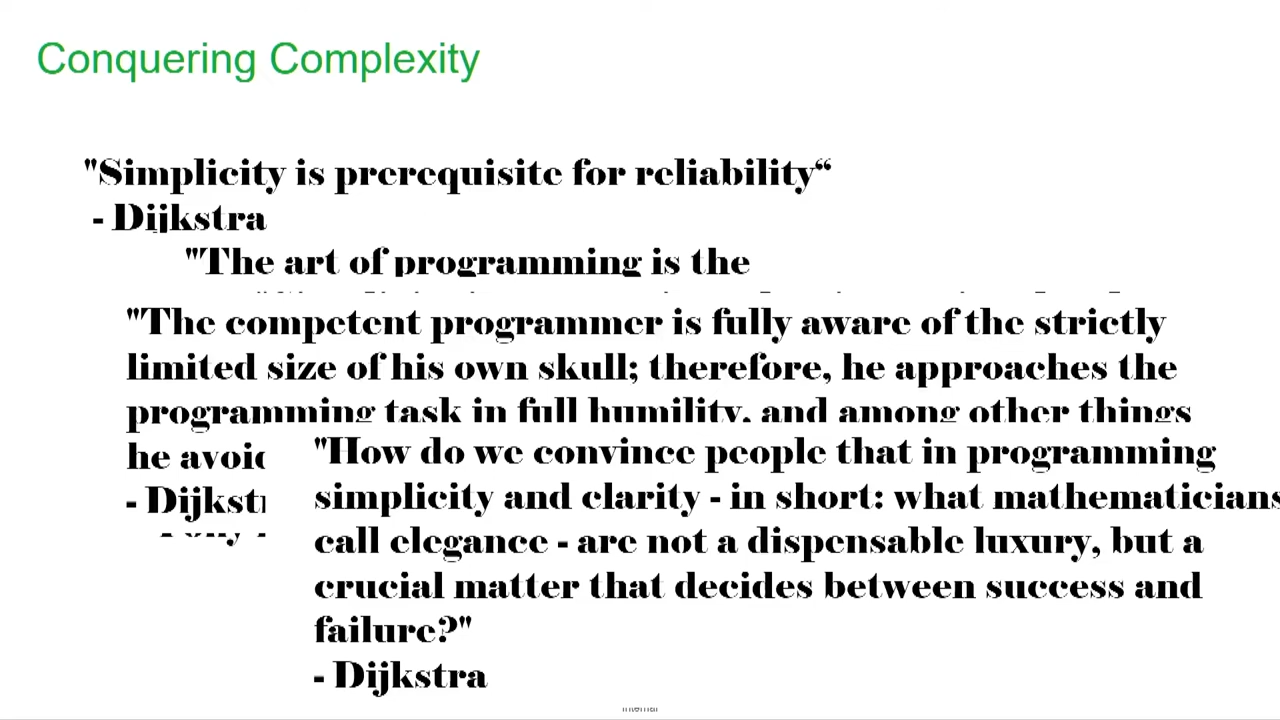 Conquering Complexity
"Simplicity is prerequisite for reliability“
- Dijkstra
"The art of programming is the
"The competent programmer is fully aware of the strictly
limited size of his own skull; therefore, he approaches the
programming task in full humility, and among other things
he avoid
- Dijkst
"How do we convince people that in programming
simplicity and clarity - in short: what mathematicians
call elegance - are not a dispensable luxury, but a
crucial matter that decides between success and
failure?"
- Dijkstra
Internal